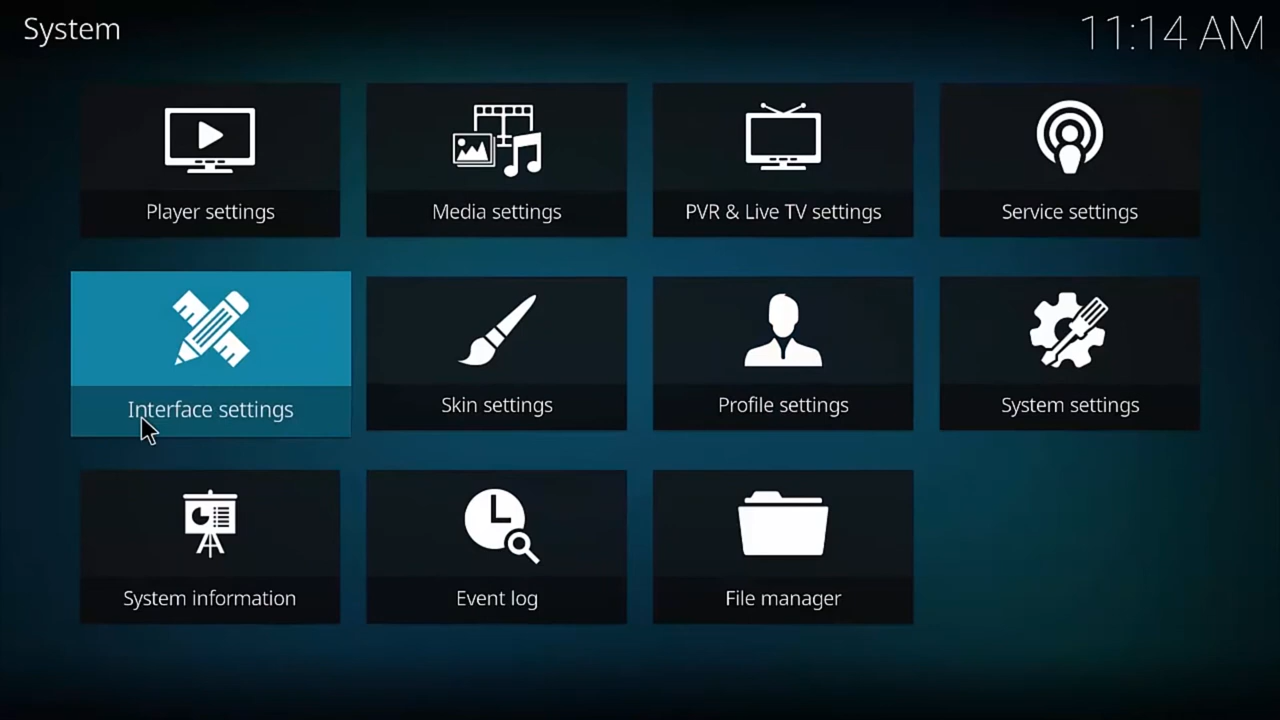 System
11:14 AM
Player settings
Media settings
PVR & Live TV settings
Service settings
Interface settings
Skin settings
Profile settings
System settings
System information
Event log
File manager